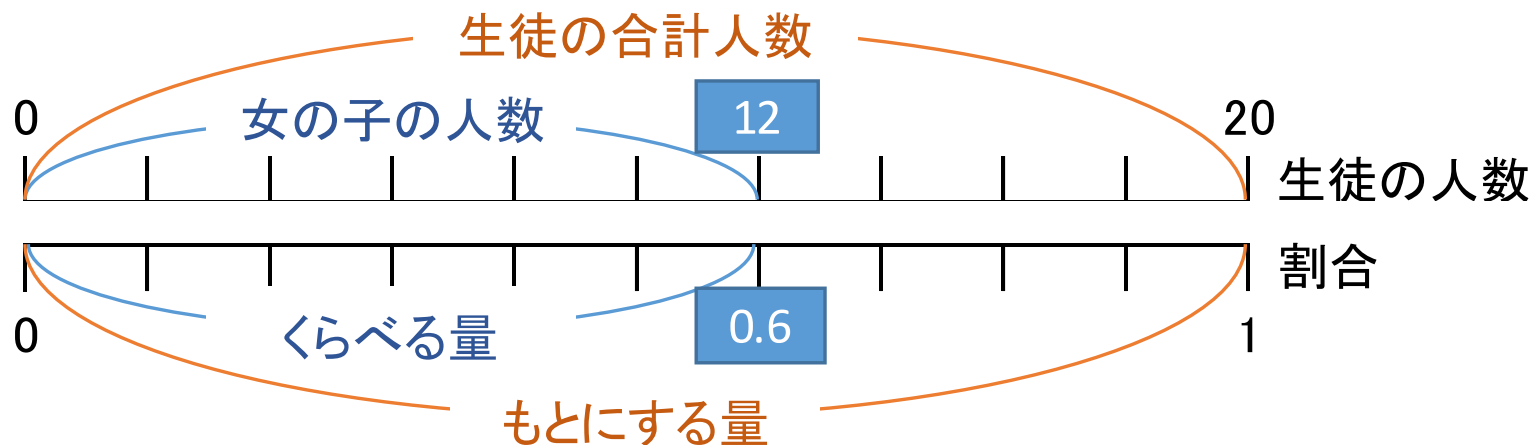 生徒の合計人数
0 女の子の人数 12 20
生徒の人数
割合
0 くらべる量 0.6 1
もとにする量